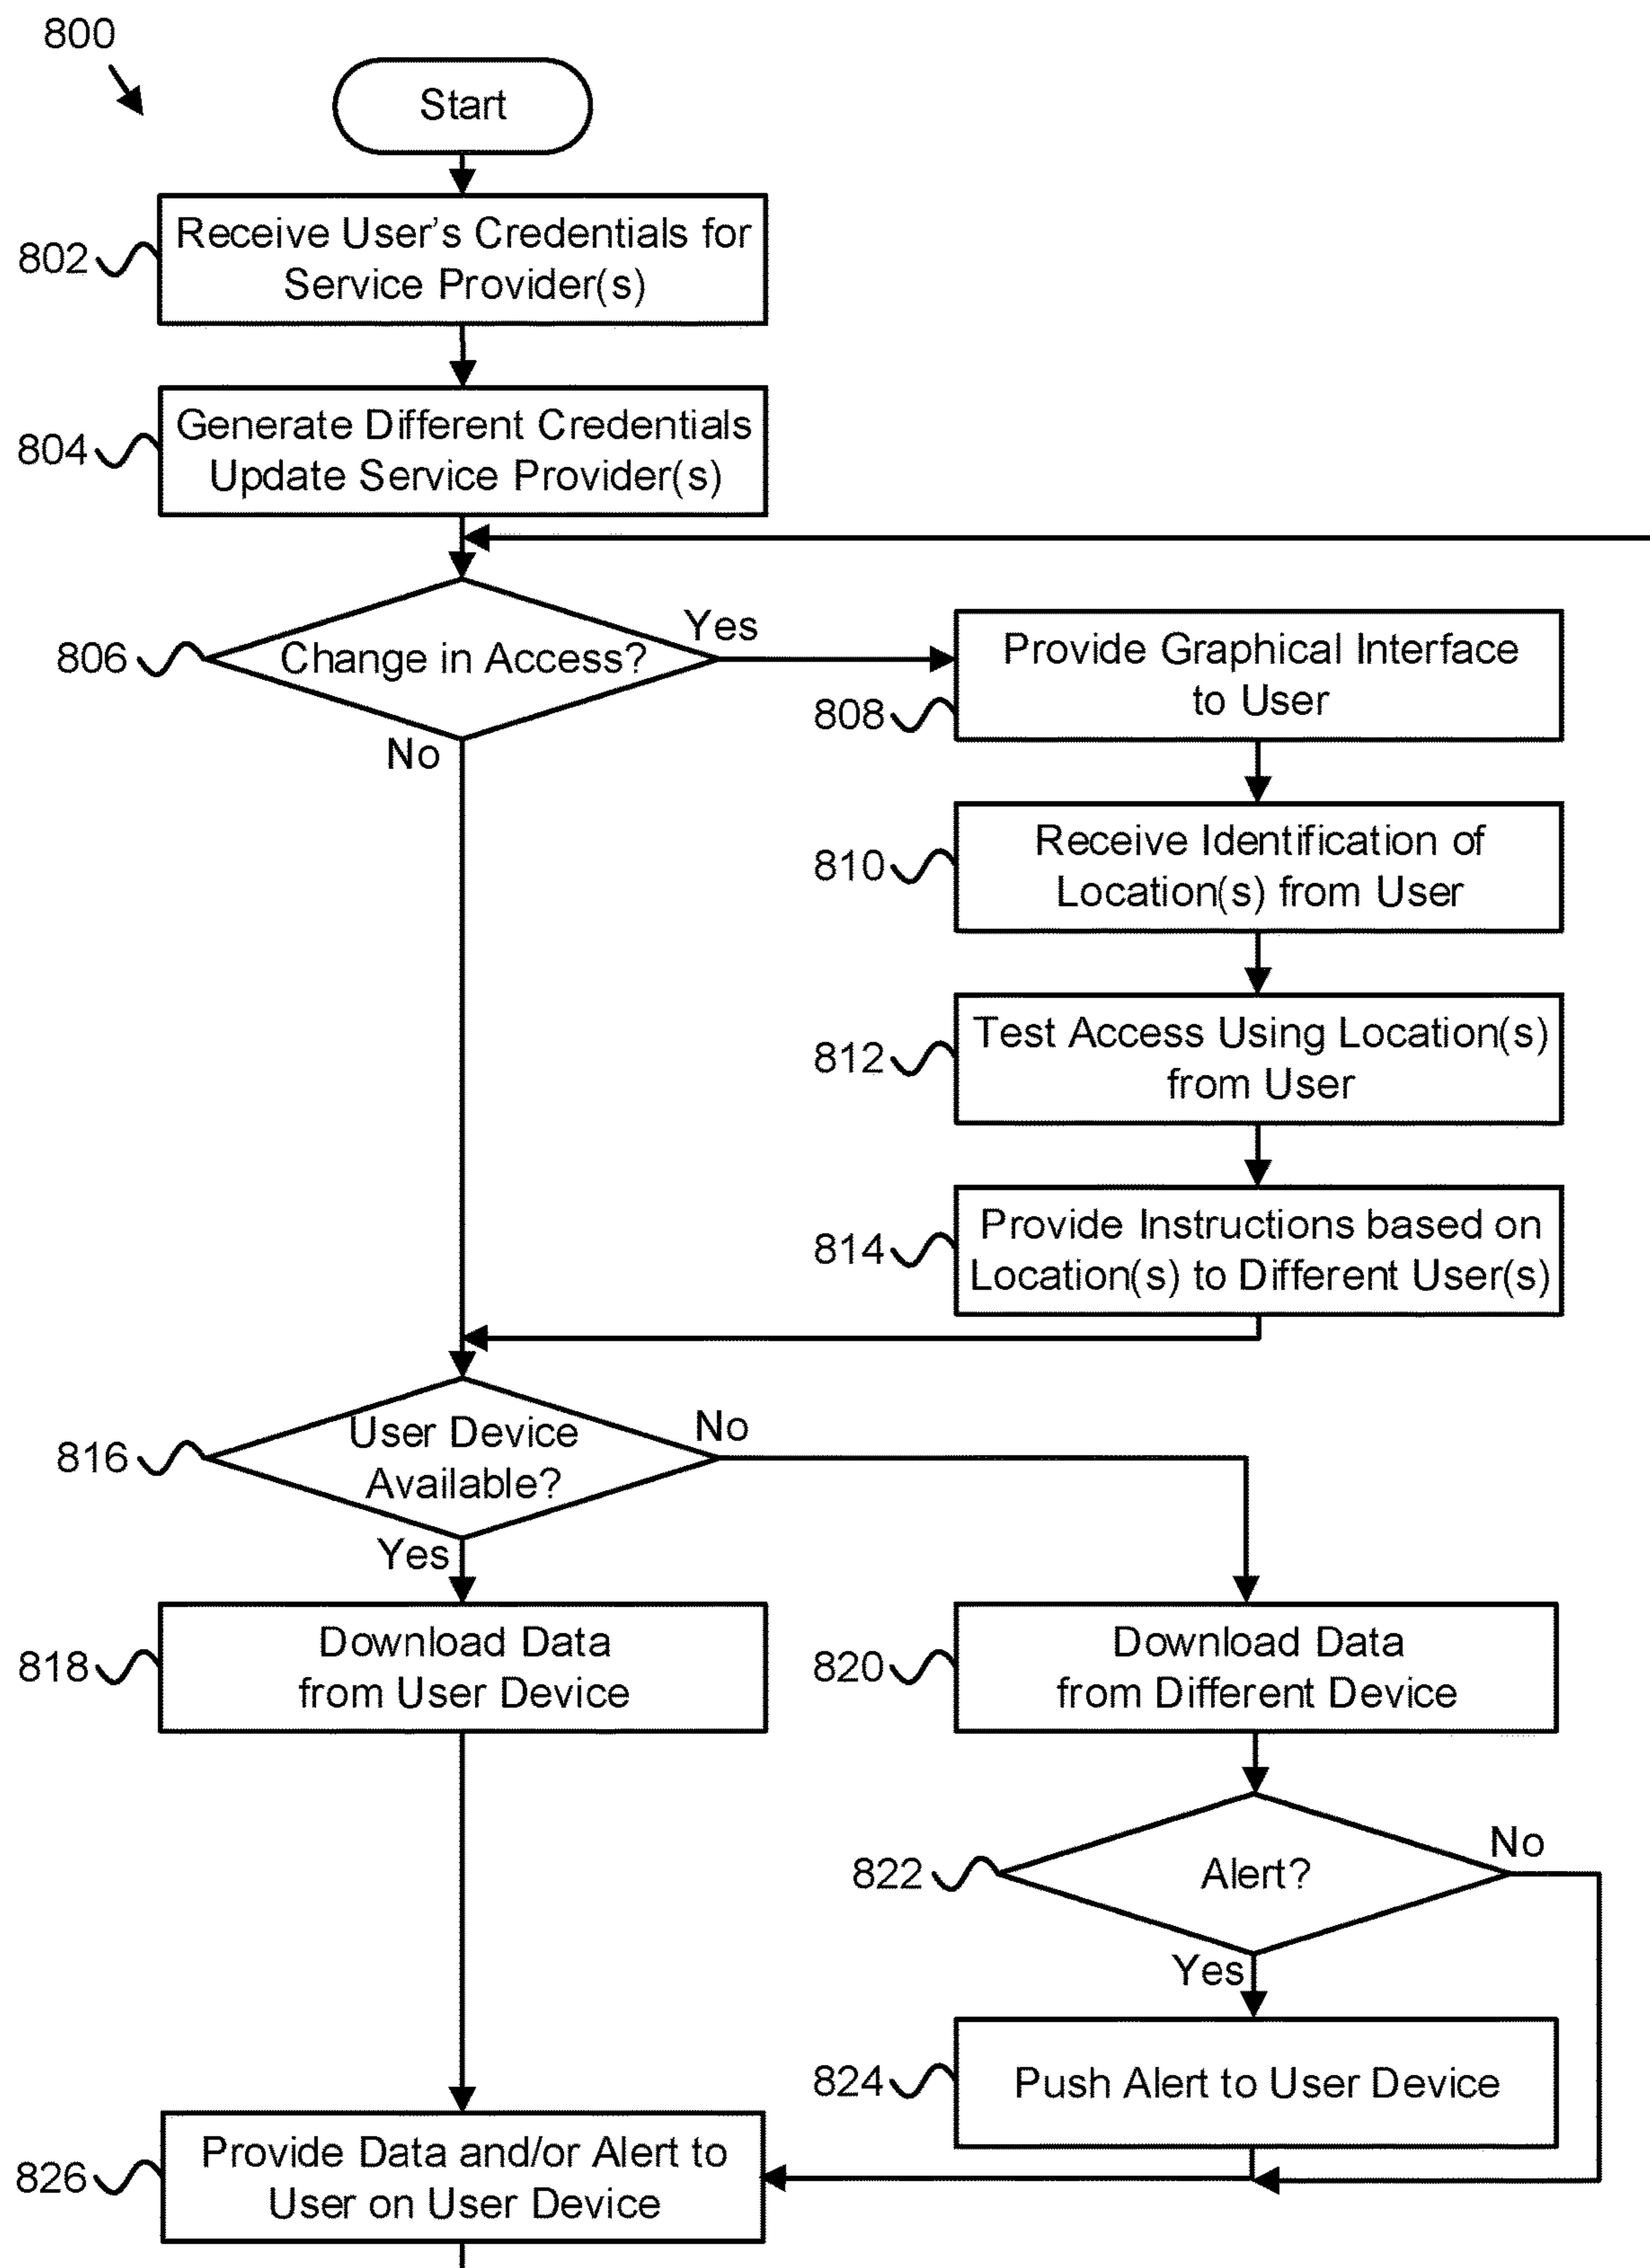 800
Start
802
Receive User's Credentials for
Service Provider(s)
804
Generate Different Credentials
Update Service Provider(s)
806
Change in Access?
Yes
No
Provide Graphical Interface
to User
808
810
Receive Identification of
Location(s) from User
812
Test Access Using Location(s)
from User
814
Provide Instructions based on
Location(s) to Different User(s)
816
User Device
Available?
No
Yes
818
Download Data
from User Device
820
Download Data
from Different Device
822
Alert?
No
Yes
824
Push Alert to User Device
826
Provide Data and/or Alert to
User on User Device